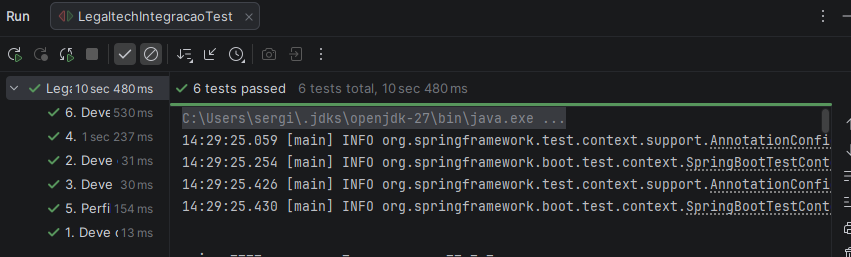 Run LegaltechIntegracaoTest
Lega 10 sec 480 ms
6 tests passed 6 tests total, 10 sec 480 ms
6. Deve 530 ms
4. 1 sec 237 ms
2. Deve 31 ms
3. Deve 30 ms
5. Perfi 154 ms
1. Deve 13 ms
C:\Users\sergi\.jdks\openjdk-27\bin\java.exe ...
14:29:25.059 [main] INFO org.springframework.test.context.support.AnnotationConfi
14:29:25.254 [main] INFO org.springframework.boot.test.context.SpringBootTestCont
14:29:25.426 [main] INFO org.springframework.test.context.support.AnnotationConfi
14:29:25.430 [main] INFO org.springframework.boot.test.context.SpringBootTestCont